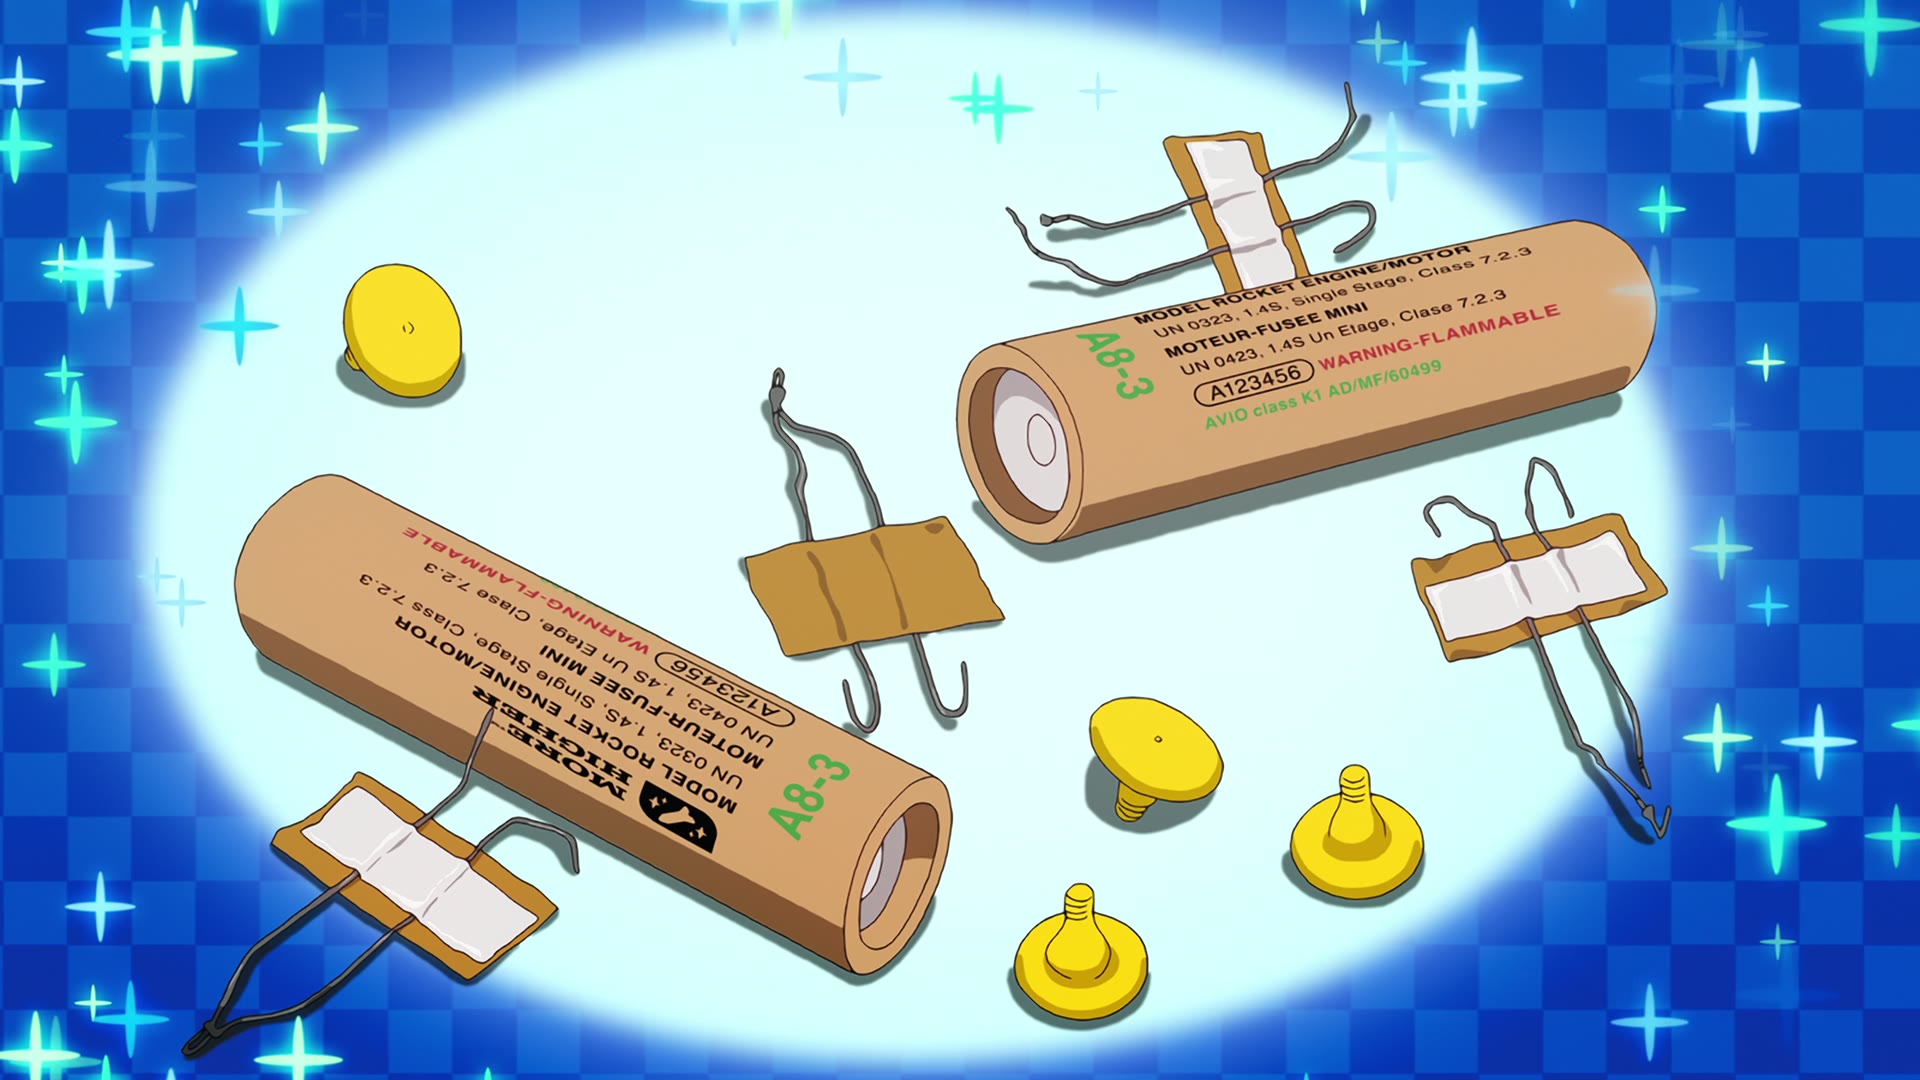 A8-3
MODEL ROCKET ENGINE/MOTOR
UN 0323, 1.4S, Single Stage, Class 7.2.3
MOTEUR-FUSEE MINI
UN 0423, 1.4S Un Etage, Clase 7.2.3
A123456 WARNING-FLAMMABLE
AVIO class K1 AD/MF/60499
A8-3
MORE
HIGHER
MODEL ROCKET ENGINE/MOTOR
UN 0323, 1.4S, Single Stage, Class 7.2.3
MOTEUR-FUSEE MINI
UN 0423, 1.4S Un Etage, Clase 7.2.3
A123456 WARNING-FLAMMABLE